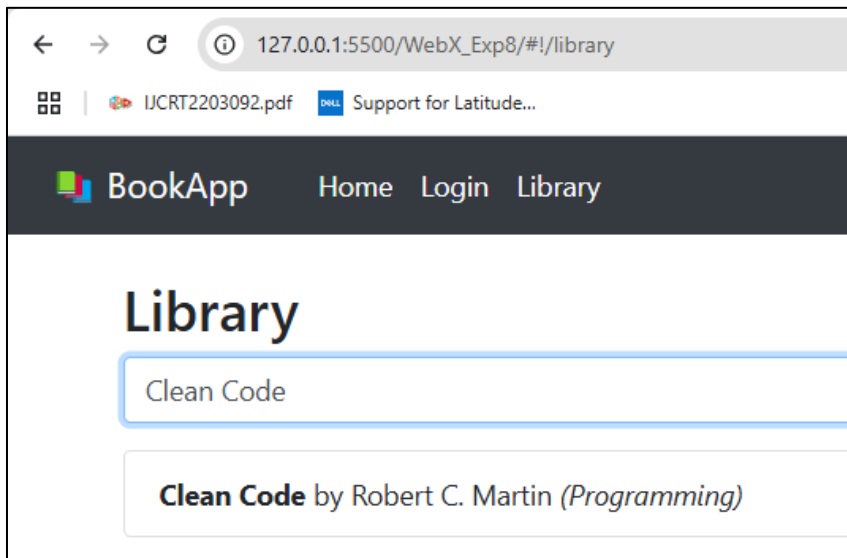 127.0.0.1:5500/WebX_Exp8/#!/library
IJCRT2203092.pdf DELL Support for Latitude...
BookApp Home Login Library
Library
Clean Code
Clean Code by Robert C. Martin (Programming)